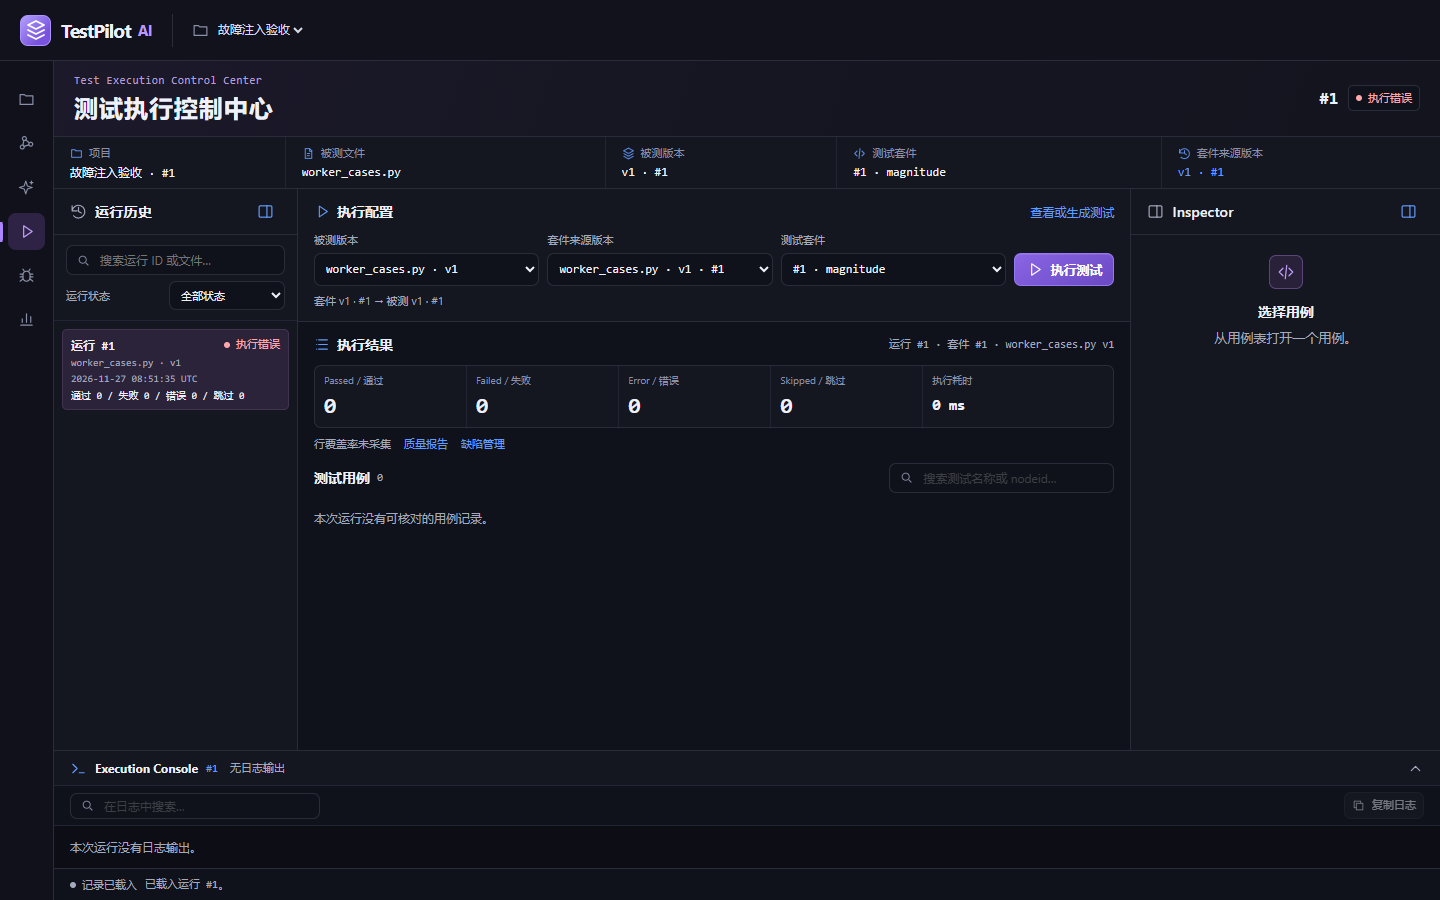 TestPilot AI
故障注入验收
Test Execution Control Center
测试执行控制中心
#1
执行错误
项目
故障注入验收 · #1
被测文件
worker_cases.py
被测版本
v1 · #1
测试套件
#1 · magnitude
套件来源版本
v1 · #1
运行历史
搜索运行 ID 或文件...
运行状态
全部状态
运行 #1
执行错误
worker_cases.py · v1
2026-11-27 08:51:35 UTC
通过 0 / 失败 0 / 错误 0 / 跳过 0
执行配置
查看或生成测试
被测版本
套件来源版本
测试套件
worker_cases.py · v1
worker_cases.py · v1 · #1
#1 · magnitude
执行测试
套件 v1 · #1 → 被测 v1 · #1
执行结果
运行 #1 · 套件 #1 · worker_cases.py v1
Passed / 通过
0
Failed / 失败
0
Error / 错误
0
Skipped / 跳过
0
执行耗时
0 ms
行覆盖率未采集 质量报告 缺陷管理
测试用例 0
搜索测试名称或 nodeid...
本次运行没有可核对的用例记录。
Inspector
选择用例
从用例表打开一个用例。
Execution Console #1 无日志输出
在日志中搜索...
复制日志
本次运行没有日志输出。
记录已载入 已载入运行 #1。